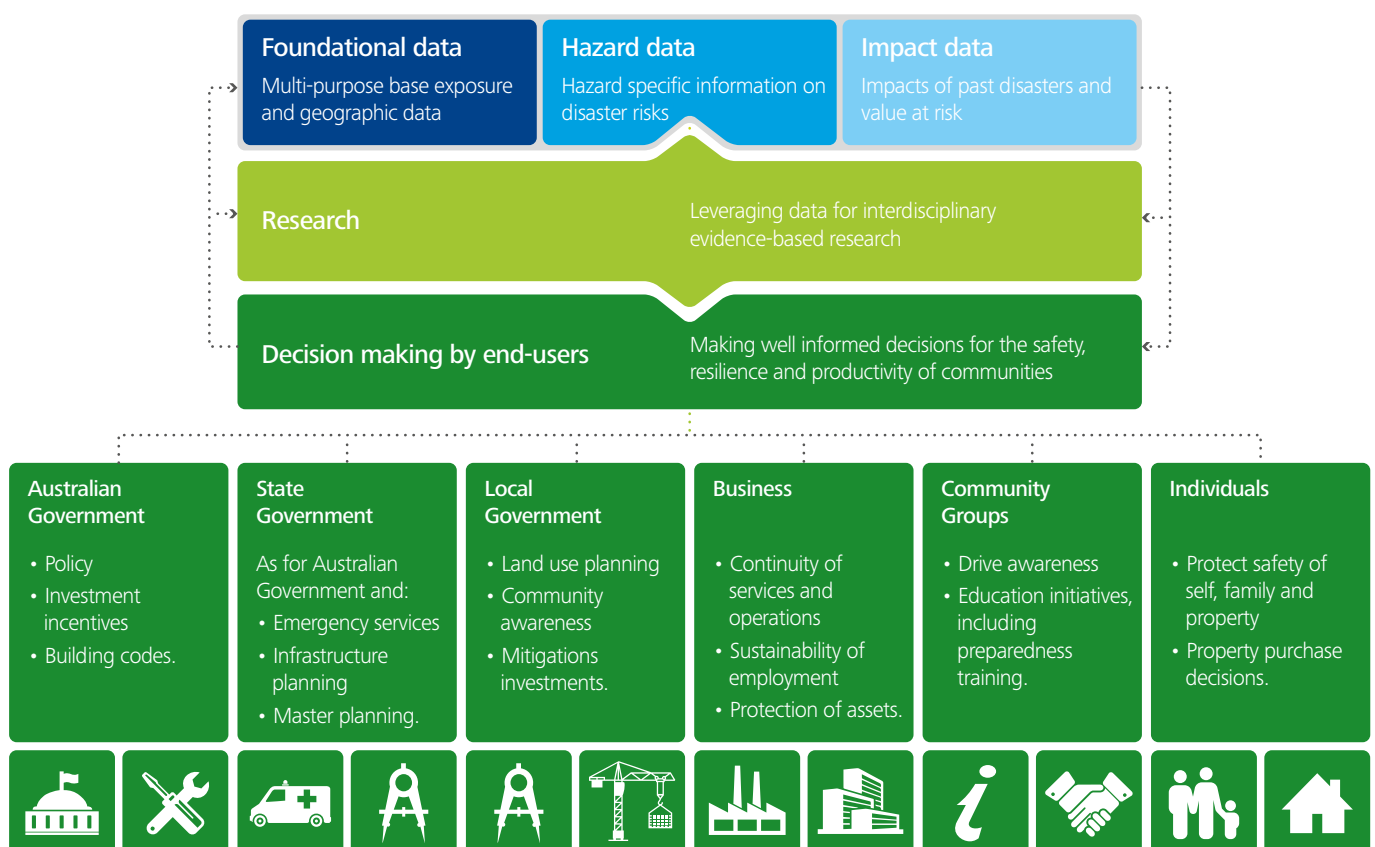 Foundational data
Multi-purpose base exposure
and geographic data
Hazard data
Hazard specific information on
disaster risks
Impact data
Impacts of past disasters and
value at risk
Research
Leveraging data for interdisciplinary
evidence-based research
Decision making by end-users
Making well informed decisions for the safety,
resilience and productivity of communities
Australian
Government
• Policy
• Investment
incentives
• Building codes.
State
Government
As for Australian
Government and:
• Emergency services
• Infrastructure
planning
• Master planning.
Local
Government
• Land use planning
• Community
awareness
• Mitigations
investments.
Business
• Continuity of
services and
operations
• Sustainability of
employment
• Protection of assets.
Community
Groups
• Drive awareness
• Education initiatives,
including
preparedness
training.
Individuals
• Protect safety of
self, family and
property
• Property purchase
decisions.